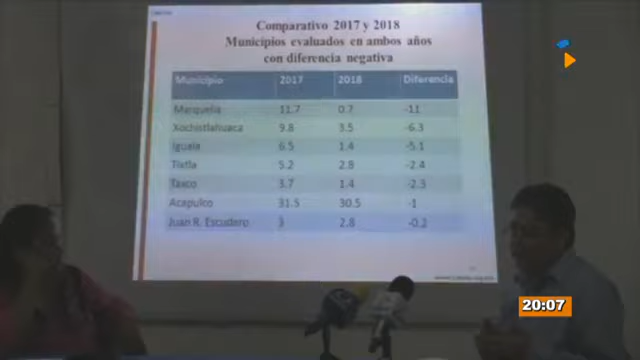 Comparativo 2017 y 2018
Municipios evaluados en ambos años
con diferencia negativa
Municipio 2017 2018 Diferencia
Marquelia 11.7 0.7 -11
Xochistlahuaca 9.8 3.5 -6.3
Iguala 6.5 1.4 -5.1
Tixtla 5.2 2.8 -2.4
Taxco 3.7 1.4 -2.3
Acapulco 31.5 30.5 -1
Juan R. Escudero 3 2.8 -0.2
20:07